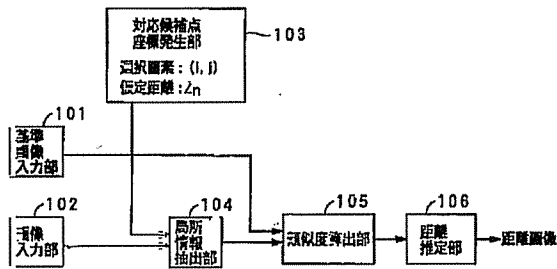 対応候補点
座標発生部
選択画素：(i, j)
仮定距離：Zn
103
101
基準
画像
入力部
102
画像
入力部
104
局所
情報
抽出部
105
類似度算出部
106
距離
推定部
距離画像